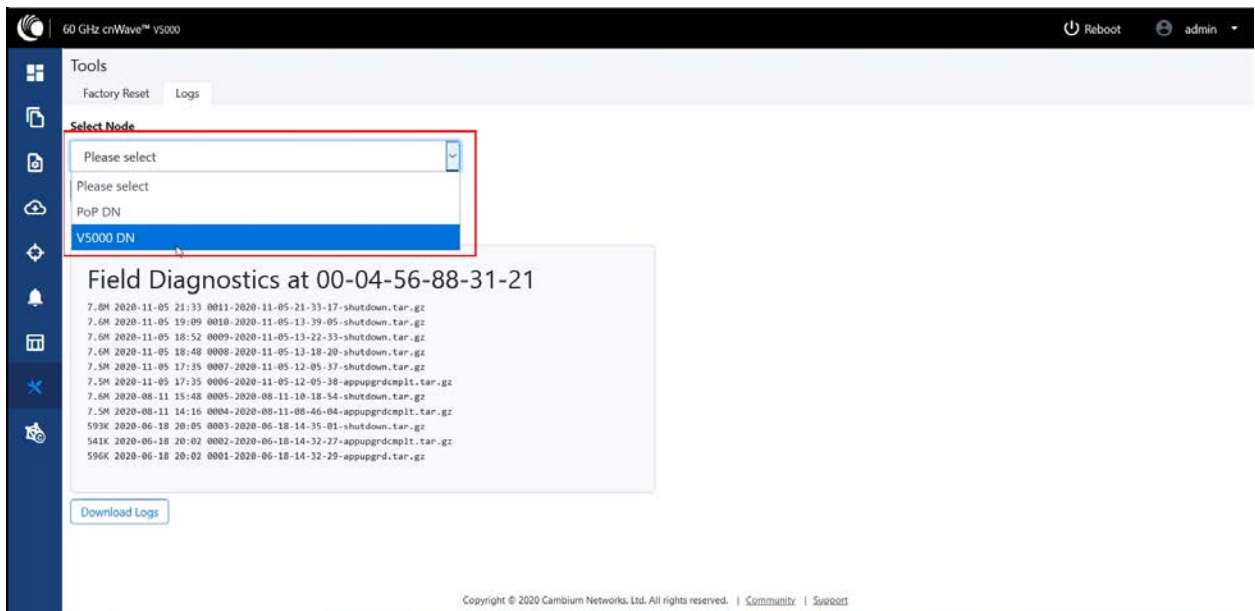 60 GHz cnWave™ V5000
Reboot
admin
Tools
Factory Reset Logs
Select Node
Please select
Please select
PoP DN
V5000 DN
Field Diagnostics at 00-04-56-88-31-21
7.8M 2020-11-05 21:33 0011-2020-11-05-21-33-17-shutdown.tar.gz
7.6M 2020-11-05 19:09 0010-2020-11-05-13-39-05-shutdown.tar.gz
7.6M 2020-11-05 18:52 0009-2020-11-05-13-22-33-shutdown.tar.gz
7.6M 2020-11-05 18:48 0008-2020-11-05-13-18-20-shutdown.tar.gz
7.5M 2020-11-05 17:35 0007-2020-11-05-12-05-37-shutdown.tar.gz
7.5M 2020-11-05 17:35 0006-2020-11-05-12-05-38-appupgrdcmplt.tar.gz
7.6M 2020-08-11 15:48 0005-2020-08-11-10-18-54-shutdown.tar.gz
7.5M 2020-08-11 14:16 0004-2020-08-11-08-46-04-appupgrdcmplt.tar.gz
593K 2020-06-18 20:05 0003-2020-06-18-14-35-01-shutdown.tar.gz
541K 2020-06-18 20:02 0002-2020-06-18-14-32-27-appupgrdcmplt.tar.gz
596K 2020-06-18 20:02 0001-2020-06-18-14-32-29-appupgrd.tar.gz
Download Logs
Copyright © 2020 Cambium Networks, Ltd. All rights reserved. | Community | Support